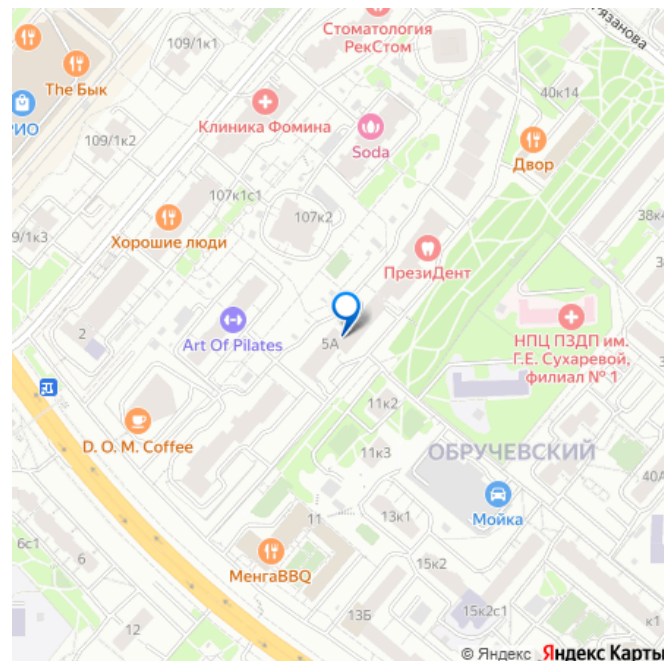 109/1к1
Стоматология
РекСтом
The Бык
РИО
40к14
Клиника Фомина
109/1к2
Soda
Двор
107к1с1
107к2
38к4
9/1к3
Хорошие люди
ПрезиДент
2
Art Of Pilates
5А
НПЦ ПЗДП им.
Г.Е. Сухаревой,
филиал № 1
11к2
D. O. M. Coffee
11к3
ОБРУЧЕВСКИЙ
40А
Мойка
11
13к1
6с1
МенгаBBQ
15к2
12
13Б
15к2с1
к1
© Яндекс Яндекс Карты